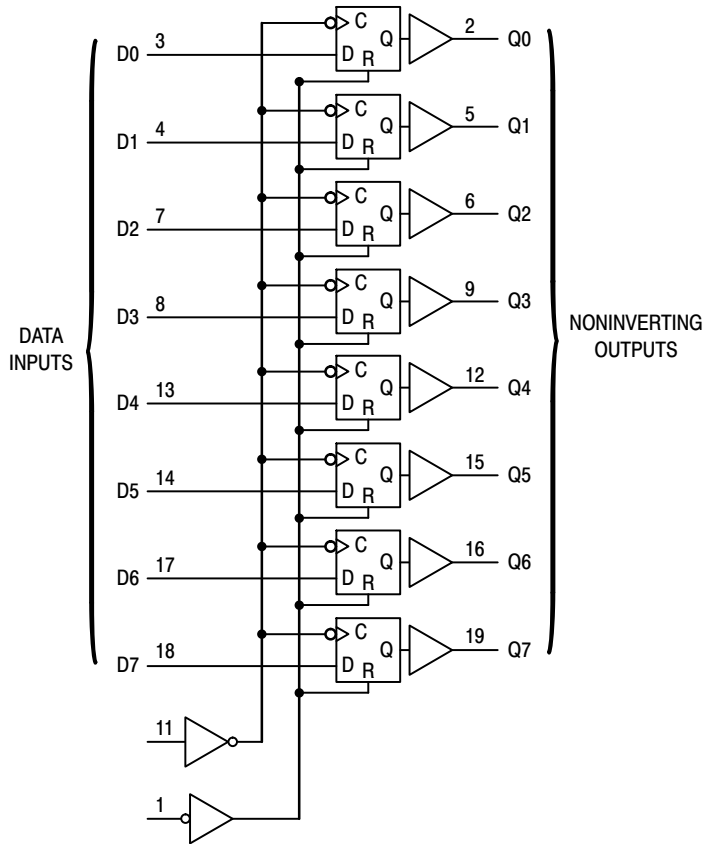 C
D0 3
D
R
Q
2
Q0
C
D1 4
D
R
Q
5
Q1
C
D2 7
D
R
Q
6
Q2
C
D3 8
D
R
Q
9
Q3
DATA
INPUTS
NONINVERTING
OUTPUTS
C
D4 13
D
R
Q
12
Q4
C
D5 14
D
R
Q
15
Q5
C
D6 17
D
R
Q
16
Q6
C
D7 18
D
R
Q
19
Q7
11
1